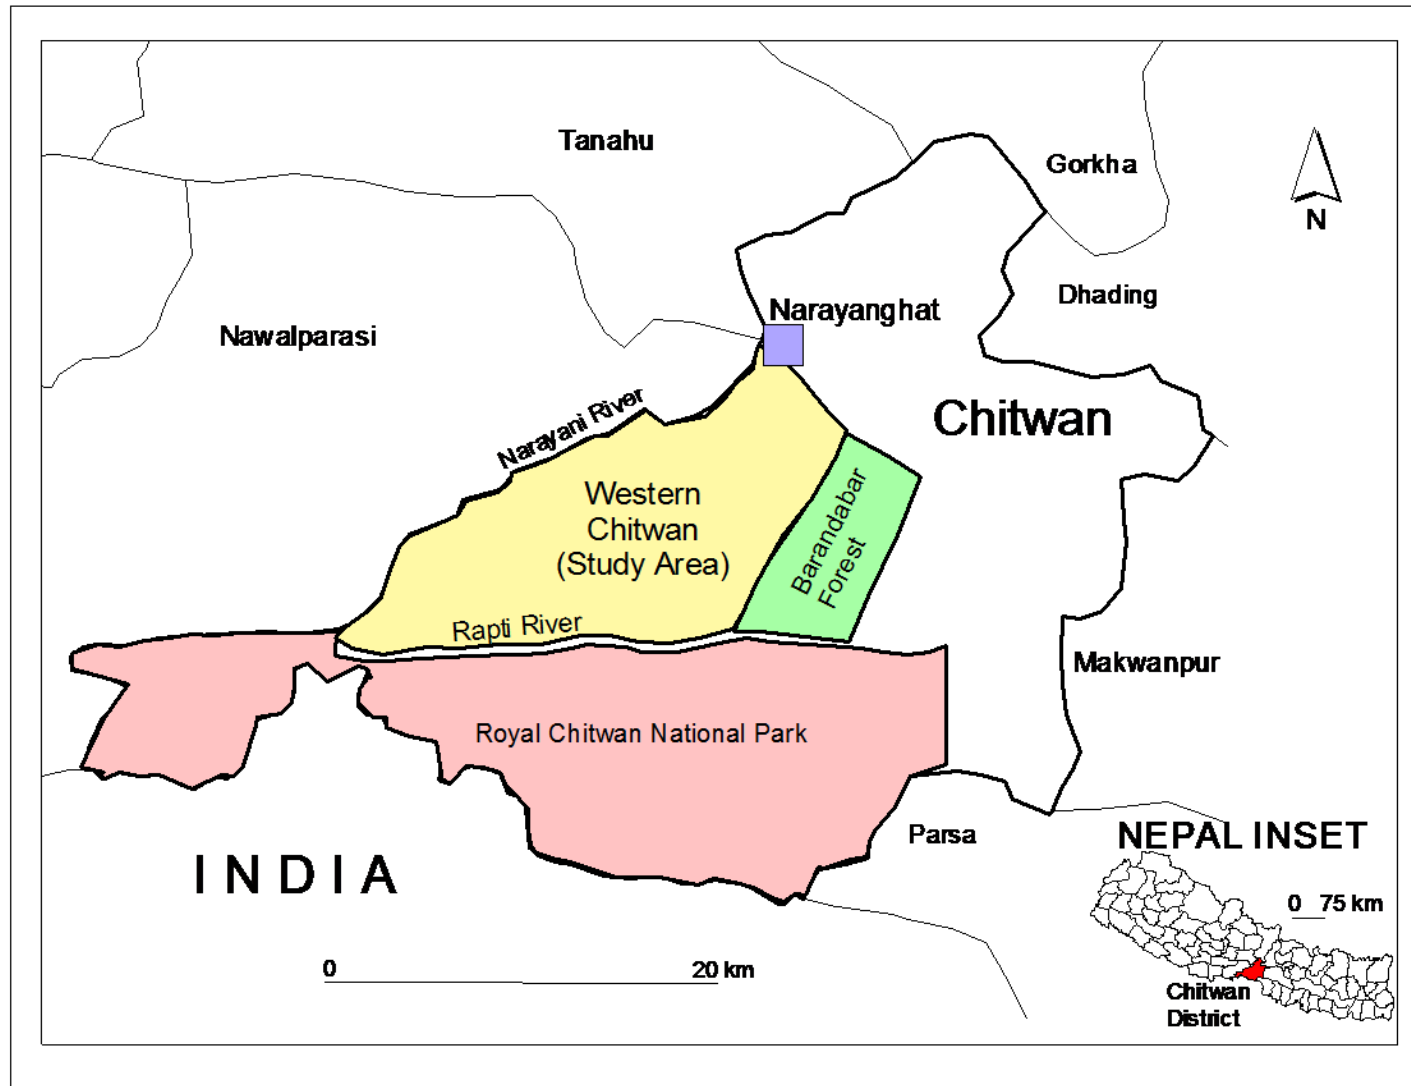 Tanahu
Gorkha
N
Dhading
Narayanghat
Nawalparasi
Narayani River
Chitwan
Western
Chitwan
(Study Area)
Barandabar
Forest
Rapti River
Makwanpur
Royal Chitwan National Park
Parsa
NEPAL INSET
INDIA
0 75 km
0 20 km
Chitwan
District